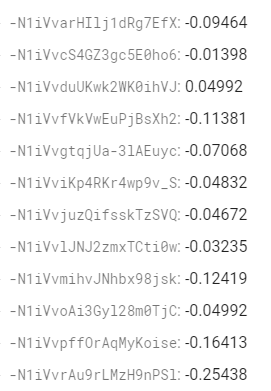 -N1iVvarHIlj1dRg7EfX: -0.09464
-N1iVvcS4GZ3gc5E0ho6: -0.01398
-N1iVvduUKwk2WK0ihVJ: 0.04992
-N1iVvfVkVwEuPjBsXh2: -0.11381
-N1iVvgtqjUa-3lAEuyc: -0.07068
-N1iVviKp4RKr4wp9v_S: -0.04832
-N1iVvjuzQifsskTzSVQ: -0.04672
-N1iVvlJNJ2zmxTCti0w: -0.03235
-N1iVvmihvJNhbx98jsk: -0.12419
-N1iVvoAi3Gyl28m0TjC: -0.04992
-N1iVvpffOrAqMyKoise: -0.16413
-N1iVvrAu9rLMzH9nPSl: -0.25438